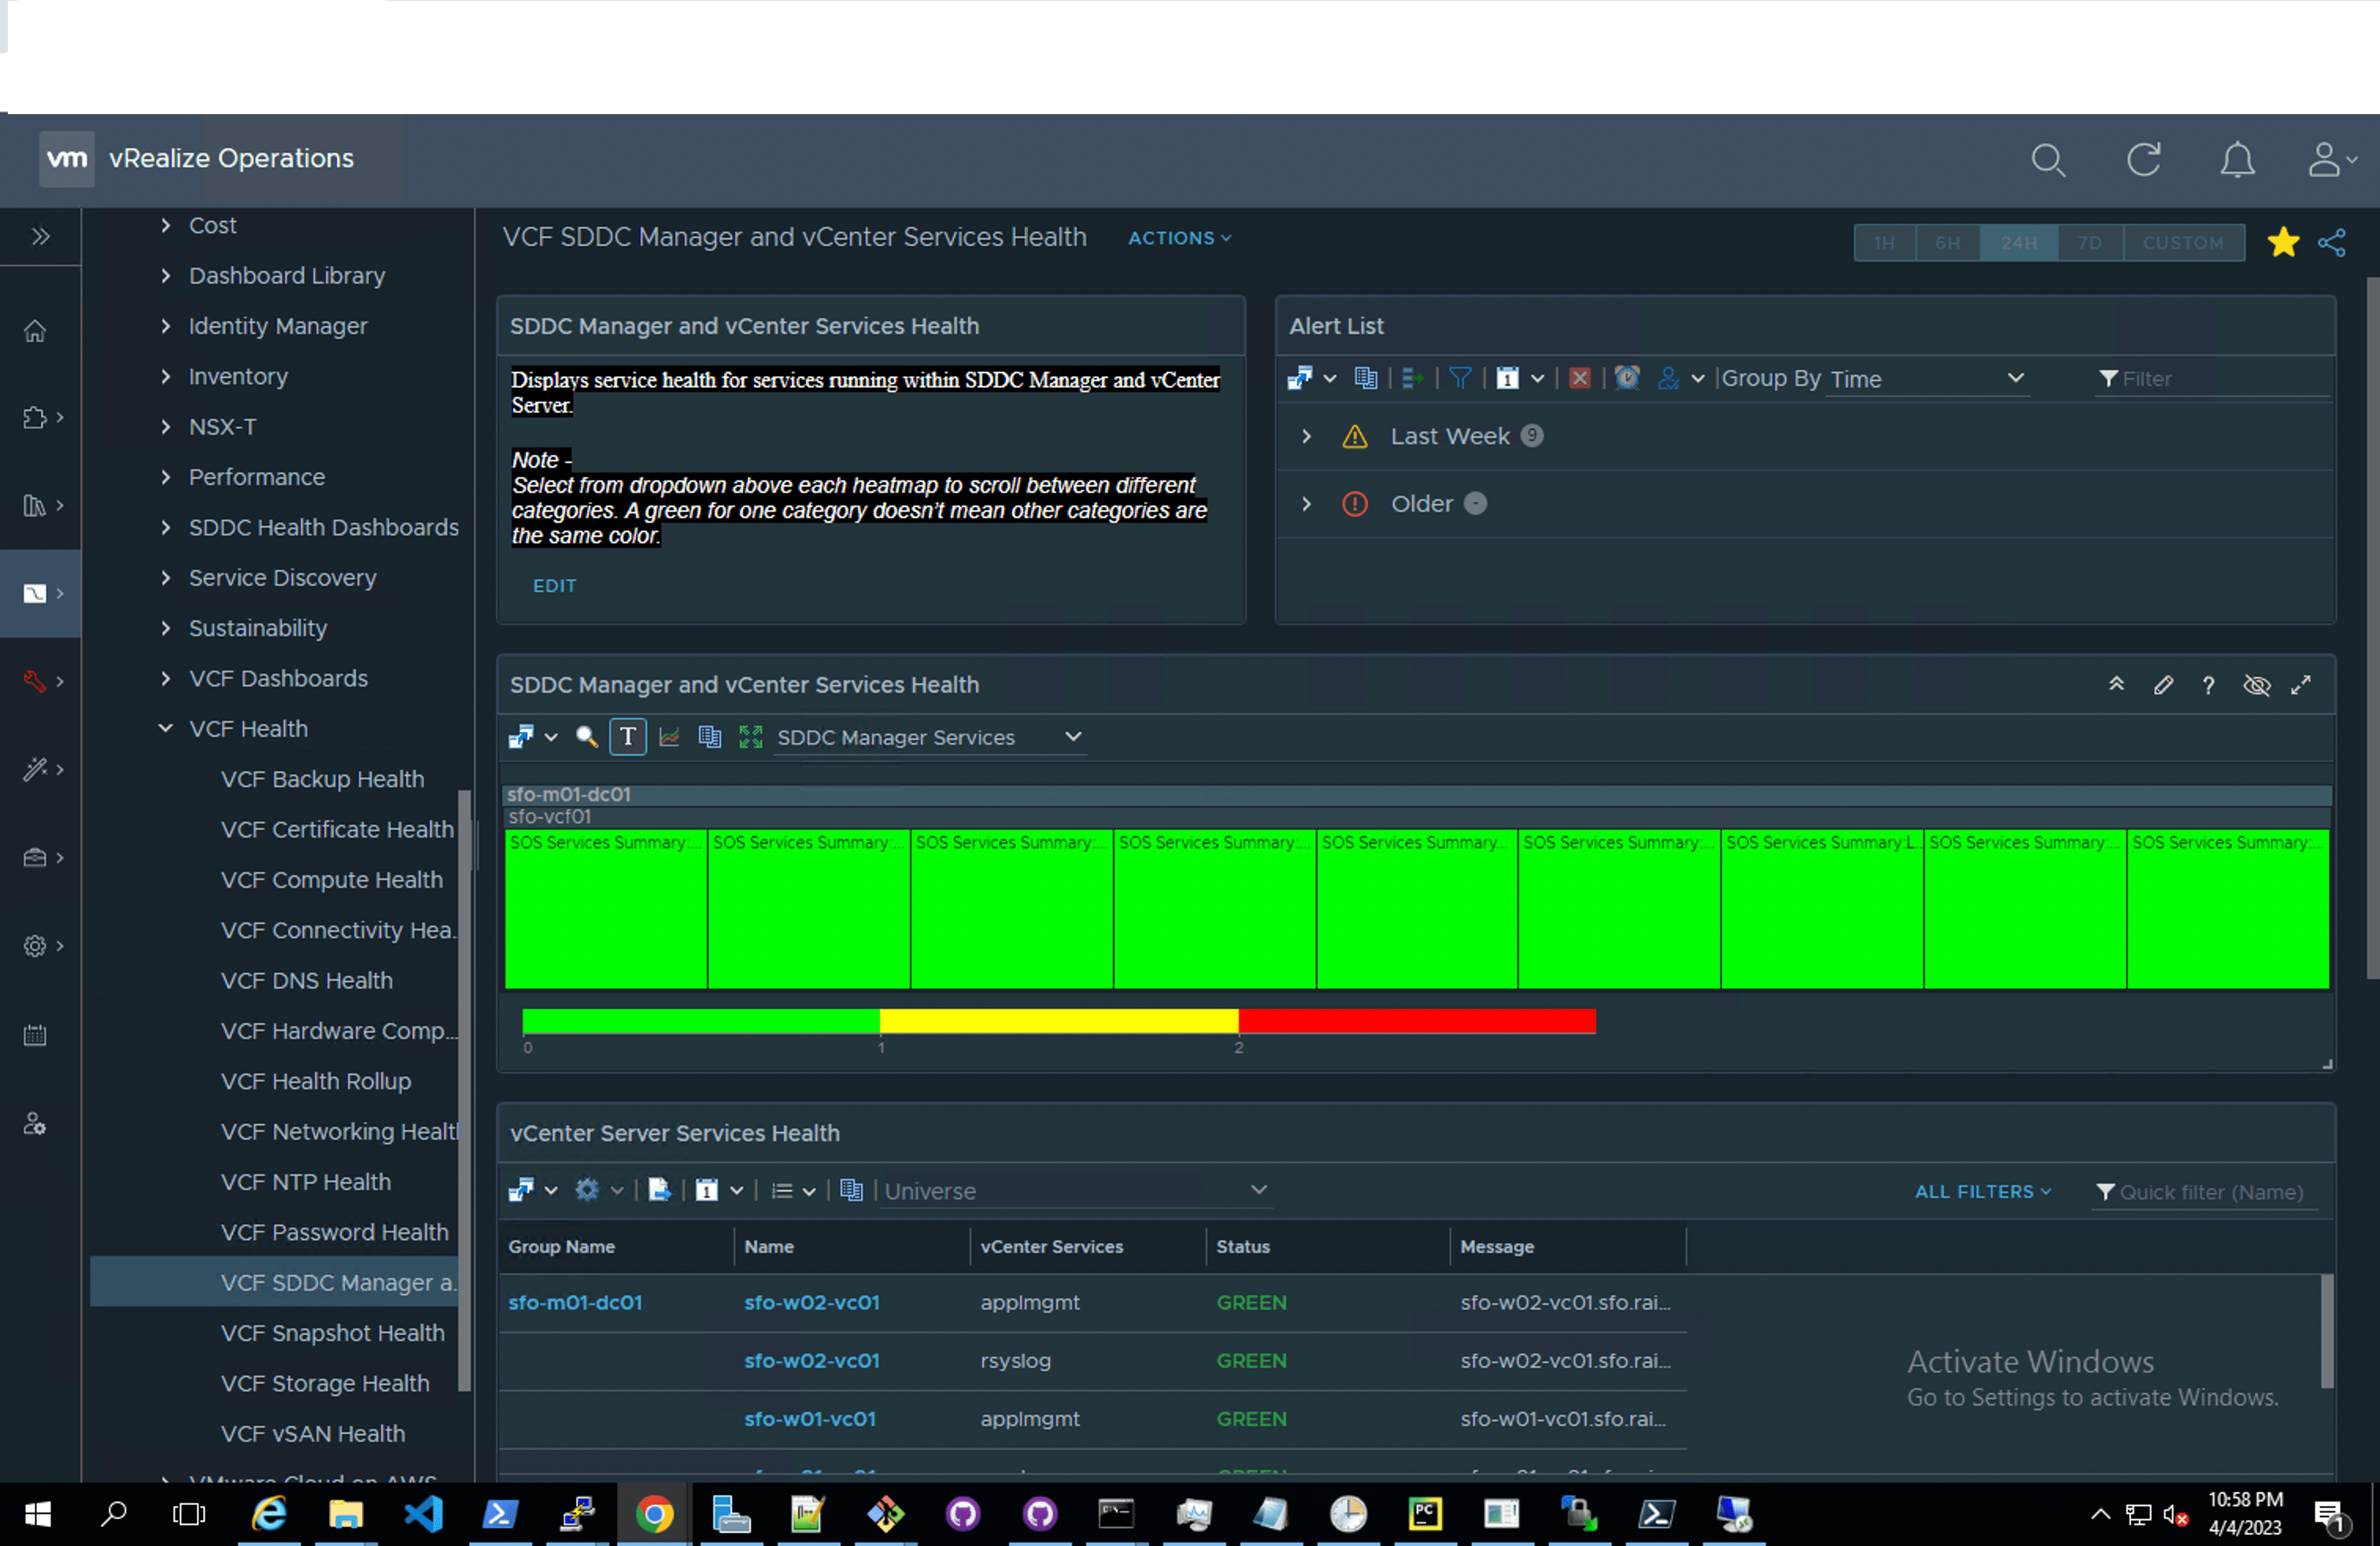 vm vRealize Operations
Cost
Dashboard Library
Identity Manager
Inventory
NSX-T
Performance
SDDC Health Dashboards
Service Discovery
Sustainability
VCF Dashboards
VCF Health
VCF Backup Health
VCF Certificate Health
VCF Compute Health
VCF Connectivity Hea..
VCF DNS Health
VCF Hardware Comp...
VCF Health Rollup
VCF Networking Healt
VCF NTP Health
VCF Password Health
VCF SDDC Manager a..
VCF Snapshot Health
VCF Storage Health
VCF vSAN Health
VMware Cloud on AWS
VCF SDDC Manager and vCenter Services Health
ACTIONS
1H 6H 24H 7D CUSTOM
SDDC Manager and vCenter Services Health
Displays service health for services running within SDDC Manager and vCenter
Server.
Note -
Select from dropdown above each heatmap to scroll between different
categories. A green for one category doesn't mean other categories are
the same color.
EDIT
Alert List
1 Group By Time Filter
Last Week 9
Older -
SDDC Manager and vCenter Services Health
?
T SDDC Manager Services
sfo-m01-dc01
sfo-vcf01
SOS Services Summary:... SOS Services Summary:... SOS Services Summary:... SOS Services Summary:... SOS Services Summary... SOS Services Summary:... SOS Services Summary:L.. SOS Services Summary:... SOS Services Summary:...
0 1 2
vCenter Server Services Health
1 Universe ALL FILTERS Quick filter (Name)
Group Name Name vCenter Services Status Message
sfo-m01-dc01 sfo-w02-vc01 applmgmt GREEN sfo-w02-vc01.sfo.rai...
sfo-w02-vc01 rsyslog GREEN sfo-w02-vc01.sfo.rai...
sfo-w01-vc01 applmgmt GREEN sfo-w01-vc01.sfo.rai...
GREEN
Activate Windows
Go to Settings to activate Windows.
PC
10:58 PM
4/4/2023
1